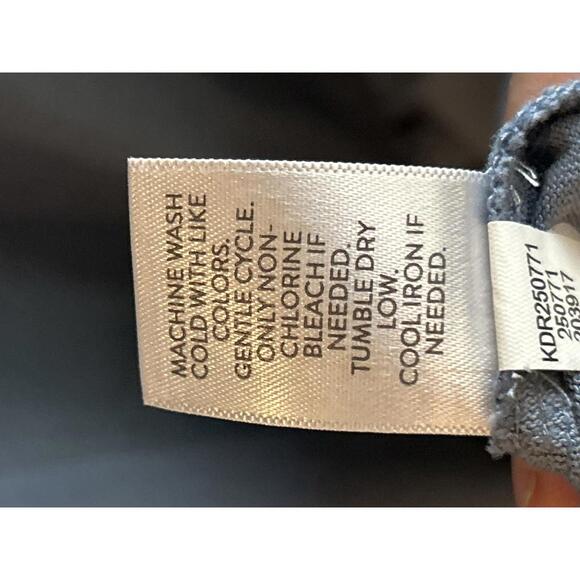 MACHINE WASH
COLD WITH LIKE
COLORS.
GENTLE CYCLE.
ONLY NON-
CHLORINE
BLEACH IF
NEEDED.
TUMBLE DRY
LOW.
COOL IRON IF
NEEDED.
KDR250771
250771
203917